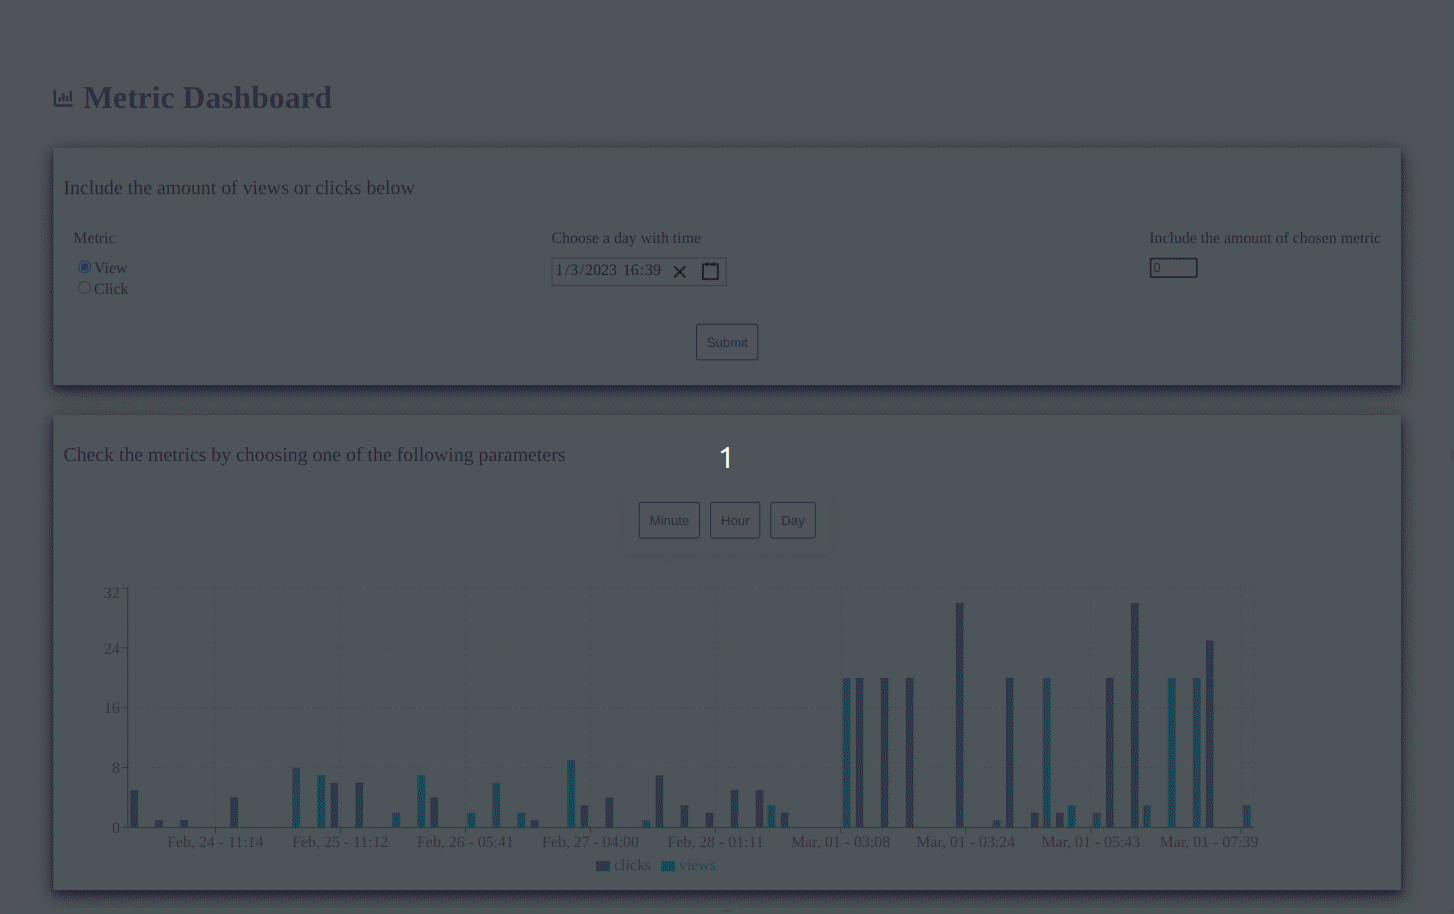 Metric Dashboard
Include the amount of views or clicks below
Metric
Choose a day with time
Include the amount of chosen metric
View
1/3/2023 16:39
0
Click
Submit
Check the metrics by choosing one of the following parameters
1
Minute Hour Day
32
24
16
8
0
Feb, 24 - 11:14 Feb, 25 - 11:12 Feb, 26 - 05:41 Feb, 27 - 04:00 Feb, 28 - 01:11 Mar, 01 - 03:08 Mar, 01 - 03:24 Mar, 01 - 05:43 Mar, 01 - 07:39
clicks views